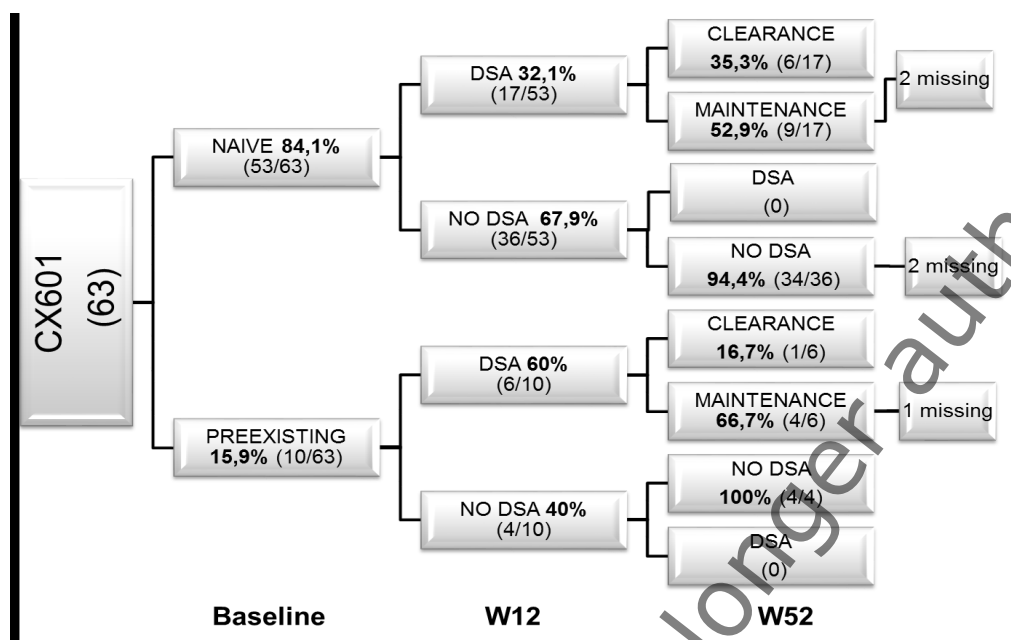 CX601
(63)
NAIVE 84,1%
(53/63)
PREEXISTING
15,9% (10/63)
DSA 32,1%
(17/53)
NO DSA 67,9%
(36/53)
DSA 60%
(6/10)
NO DSA 40%
(4/10)
CLEARANCE
35,3% (6/17)
MAINTENANCE
52,9% (9/17)
2 missing
DSA
(0)
NO DSA
94,4% (34/36)
2 missing
CLEARANCE
16,7% (1/6)
MAINTENANCE
66,7% (4/6)
1 missing
NO DSA
100% (4/4)
DSA
(0)
Baseline
W12
W52
longer auth